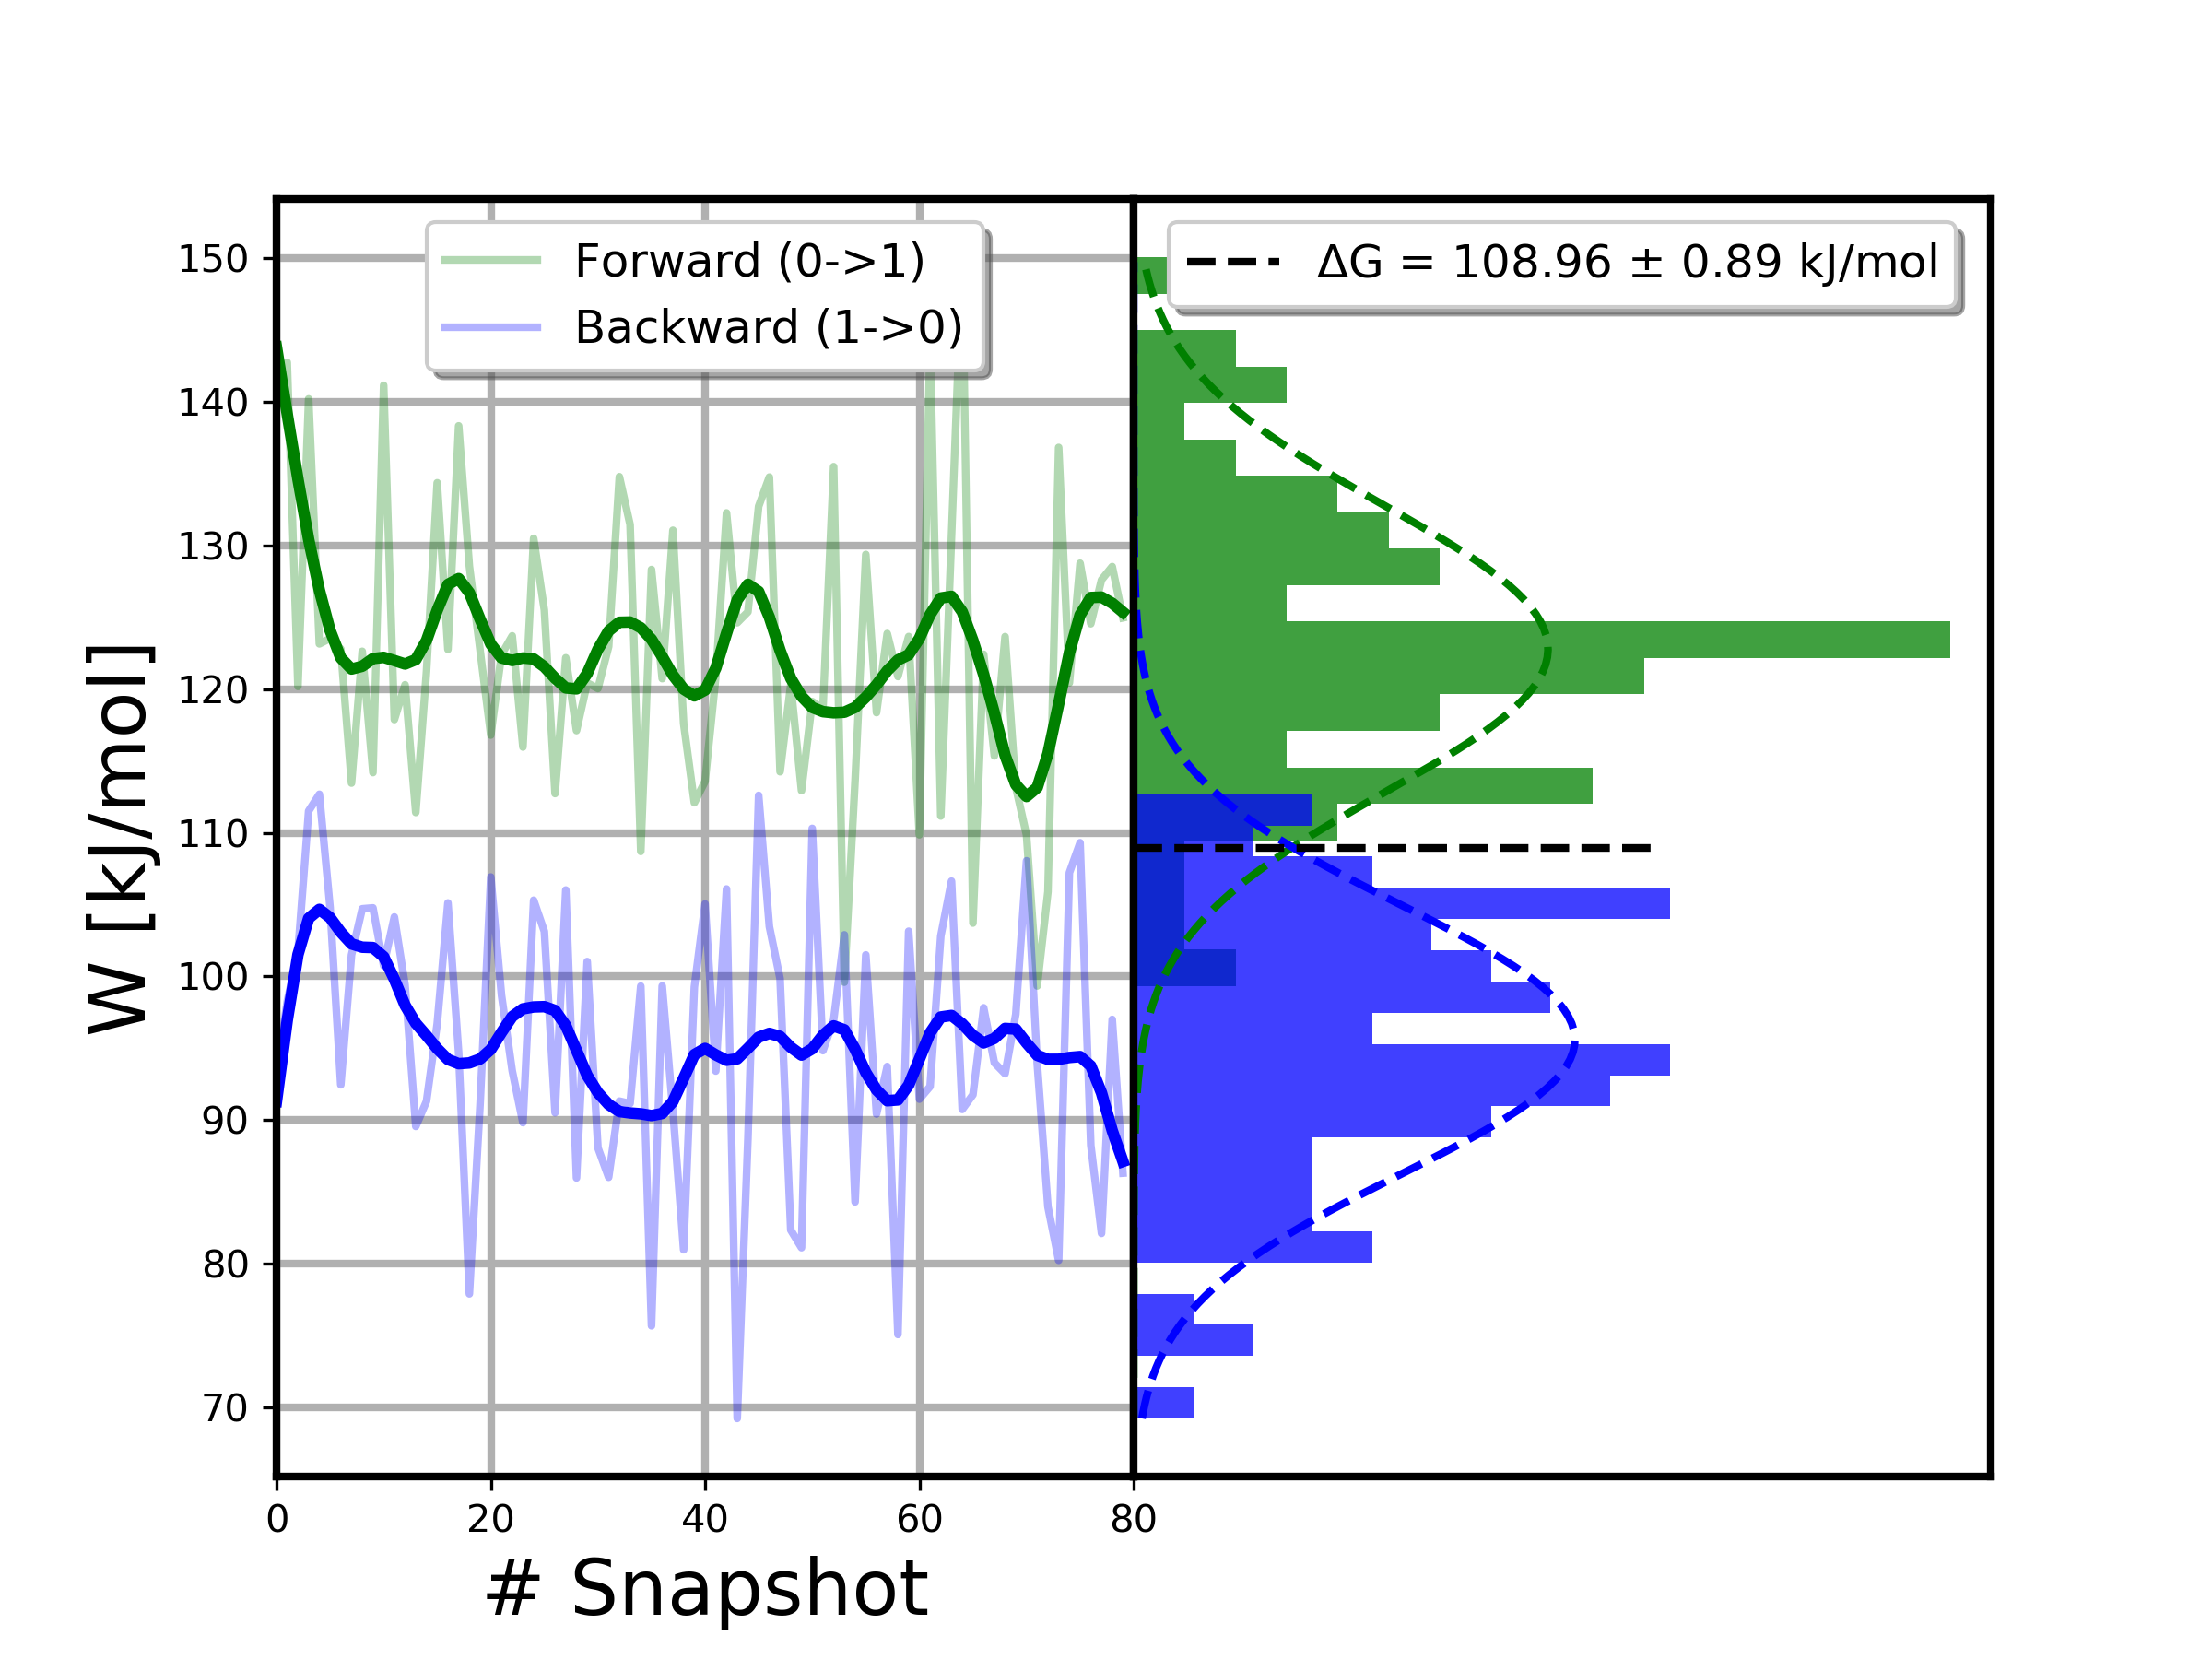 Forward (0->1)
Backward (1->0)
ΔG = 108.96 ± 0.89 kJ/mol
150
140
130
120
110
100
90
80
70
W [kJ/mol]
0 20 40 60 80
# Snapshot